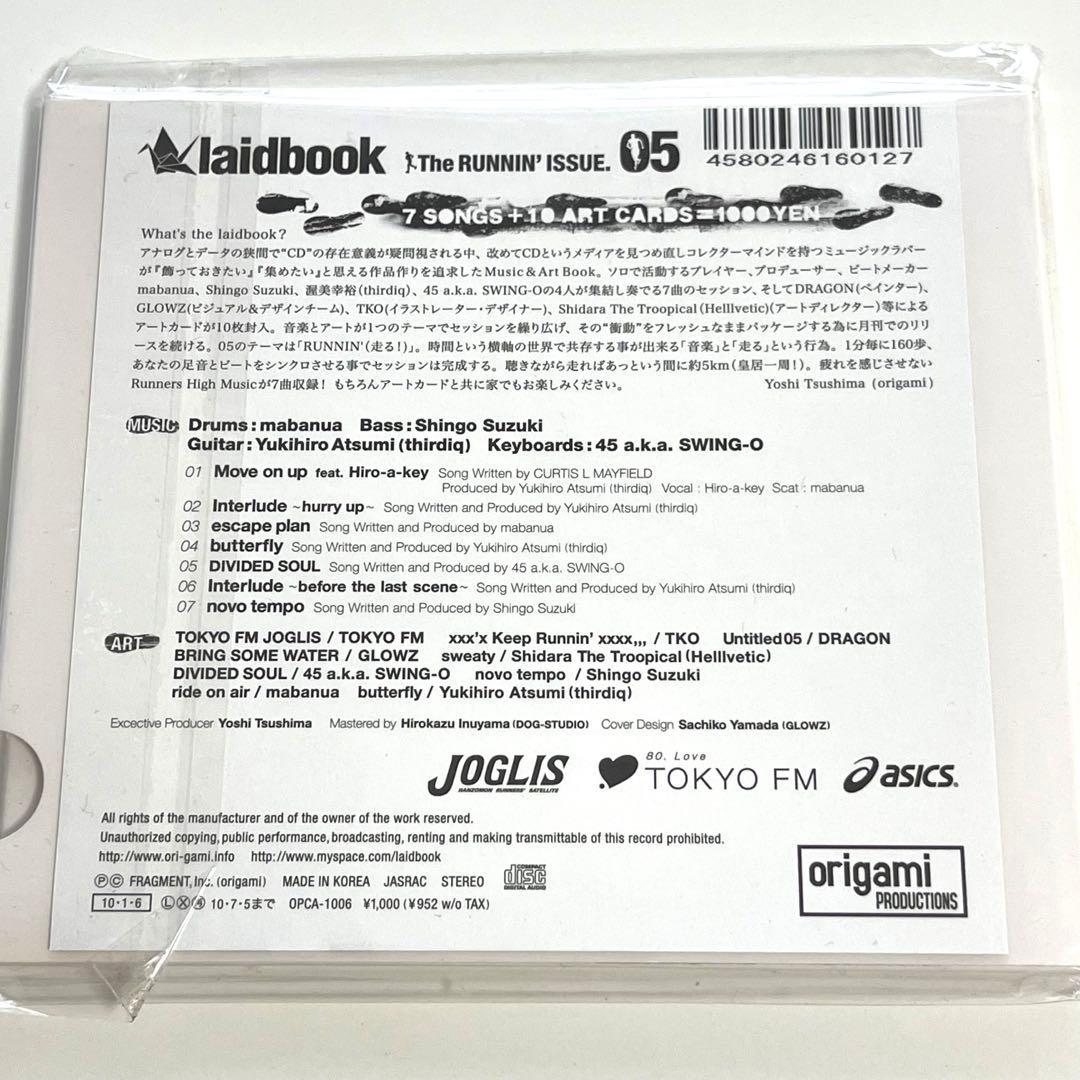 laidbook The RUNNIN' ISSUE. 05
4580246160127
7 SONGS+10 ART CARDS=1000YEN
What's the laidbook?
アナログとデータの狭間で“CD”の存在意義が疑問視される中、改めてCDというメディアを見つめ直しコレクターマインドを持つミュージックラバー
が『飾っておきたい』『集めたい』と思える作品作りを追求したMusic&Art Book。ソロで活動するプレイヤー、プロデューサー、ビートメーカー
mabanua, Shingo Suzuki, 渥美幸裕(thirdiq)、45 a.k.a. SWING-Oの4人が集結し奏でる7曲のセッション、そしてDRAGON(ペインター)、
GLOWZ(ビジュアル&デザインチーム)、TKO(イラストレーター・デザイナー)、Shidara The Troopical (Helllvetic)(アートディレクター)等による
アートカードが10枚封入。音楽とアートが1つのテーマでセッションを繰り広げ、その“衝動”をフレッシュなままパッケージする為に月刊でのリリ
ースを続ける。05のテーマは「RUNNIN'(走る!)」。時間という横軸の世界で共存する事が出来る「音楽」と「走る」という行為。1分毎に160歩、
あなたの足音とビートをシンクロさせる事でセッションは完成する。聴きながら走ればあっという間に約5km(皇居一周!)。疲れを感じさせない
Runners High Musicが7曲収録! もちろんアートカードと共に家でもお楽しみください。 Yoshi Tsushima (origami)
MUSIC Drums:mabanua Bass:Shingo Suzuki
Guitar:Yukihiro Atsumi(thirdiq) Keyboards:45 a.k.a. SWING-O
01 Move on up feat. Hiro-a-key Song Written by CURTIS L MAYFIELD
Produced by Yukihiro Atsumi (thirdiq) Vocal : Hiro-a-key Scat : mabanua
02 Interlude ~hurry up~ Song Written and Produced by Yukihiro Atsumi (thirdiq)
03 escape plan Song Written and Produced by mabanua
04 butterfly Song Written and Produced by Yukihiro Atsumi (thirdiq)
05 DIVIDED SOUL Song Written and Produced by 45 a.k.a. SWING-O
06 Interlude ~before the last scene~ Song Written and Produced by Yukihiro Atsumi (thirdiq)
07 novo tempo Song Written and Poduced by Shingo Suzuki
ART TOKYO FM JOGLIS / TOKYO FM xxx'x Keep Runnin' xxxx,,, / TKO Untitled05 / DRAGON
BRING SOME WATER / GLOWZ sweaty / Shidara The Troopical (Helllvetic)
DIVIDED SOUL / 45 a.k.a. SWING-O novo tempo / Shingo Suzuki
ride on air / mabanua butterfly / Yukihiro Atsumi (thirdiq)
Excective Producer Yoshi Tsushima Mastered by Hirokazu Inuyama (DOG-STUDIO) Cover Design Sachiko Yamada (GLOWZ)
JOGLIS
HANZOMON RUNNERS' SATELLITE
80. Love
TOKYO FM
asics.
All rights of the manufacturer and of the owner of the work reserved.
Unauthorized copying, public performance, broadcasting, renting and making transmittable of this record prohibited.
http://www.ori-gami.info http://www.myspace.com/laidbook
ⓅⒸ FRAGMENT, Inc. (origami) MADE IN KOREA JASRAC STEREO COMPACT disc DIGITAL AUDIO
10・1・6 Ⓛ Ⓧ 10・7・5まで OPCA-1006 ¥1,000 (¥952 w/o TAX)
origami
PRODUCTIONS